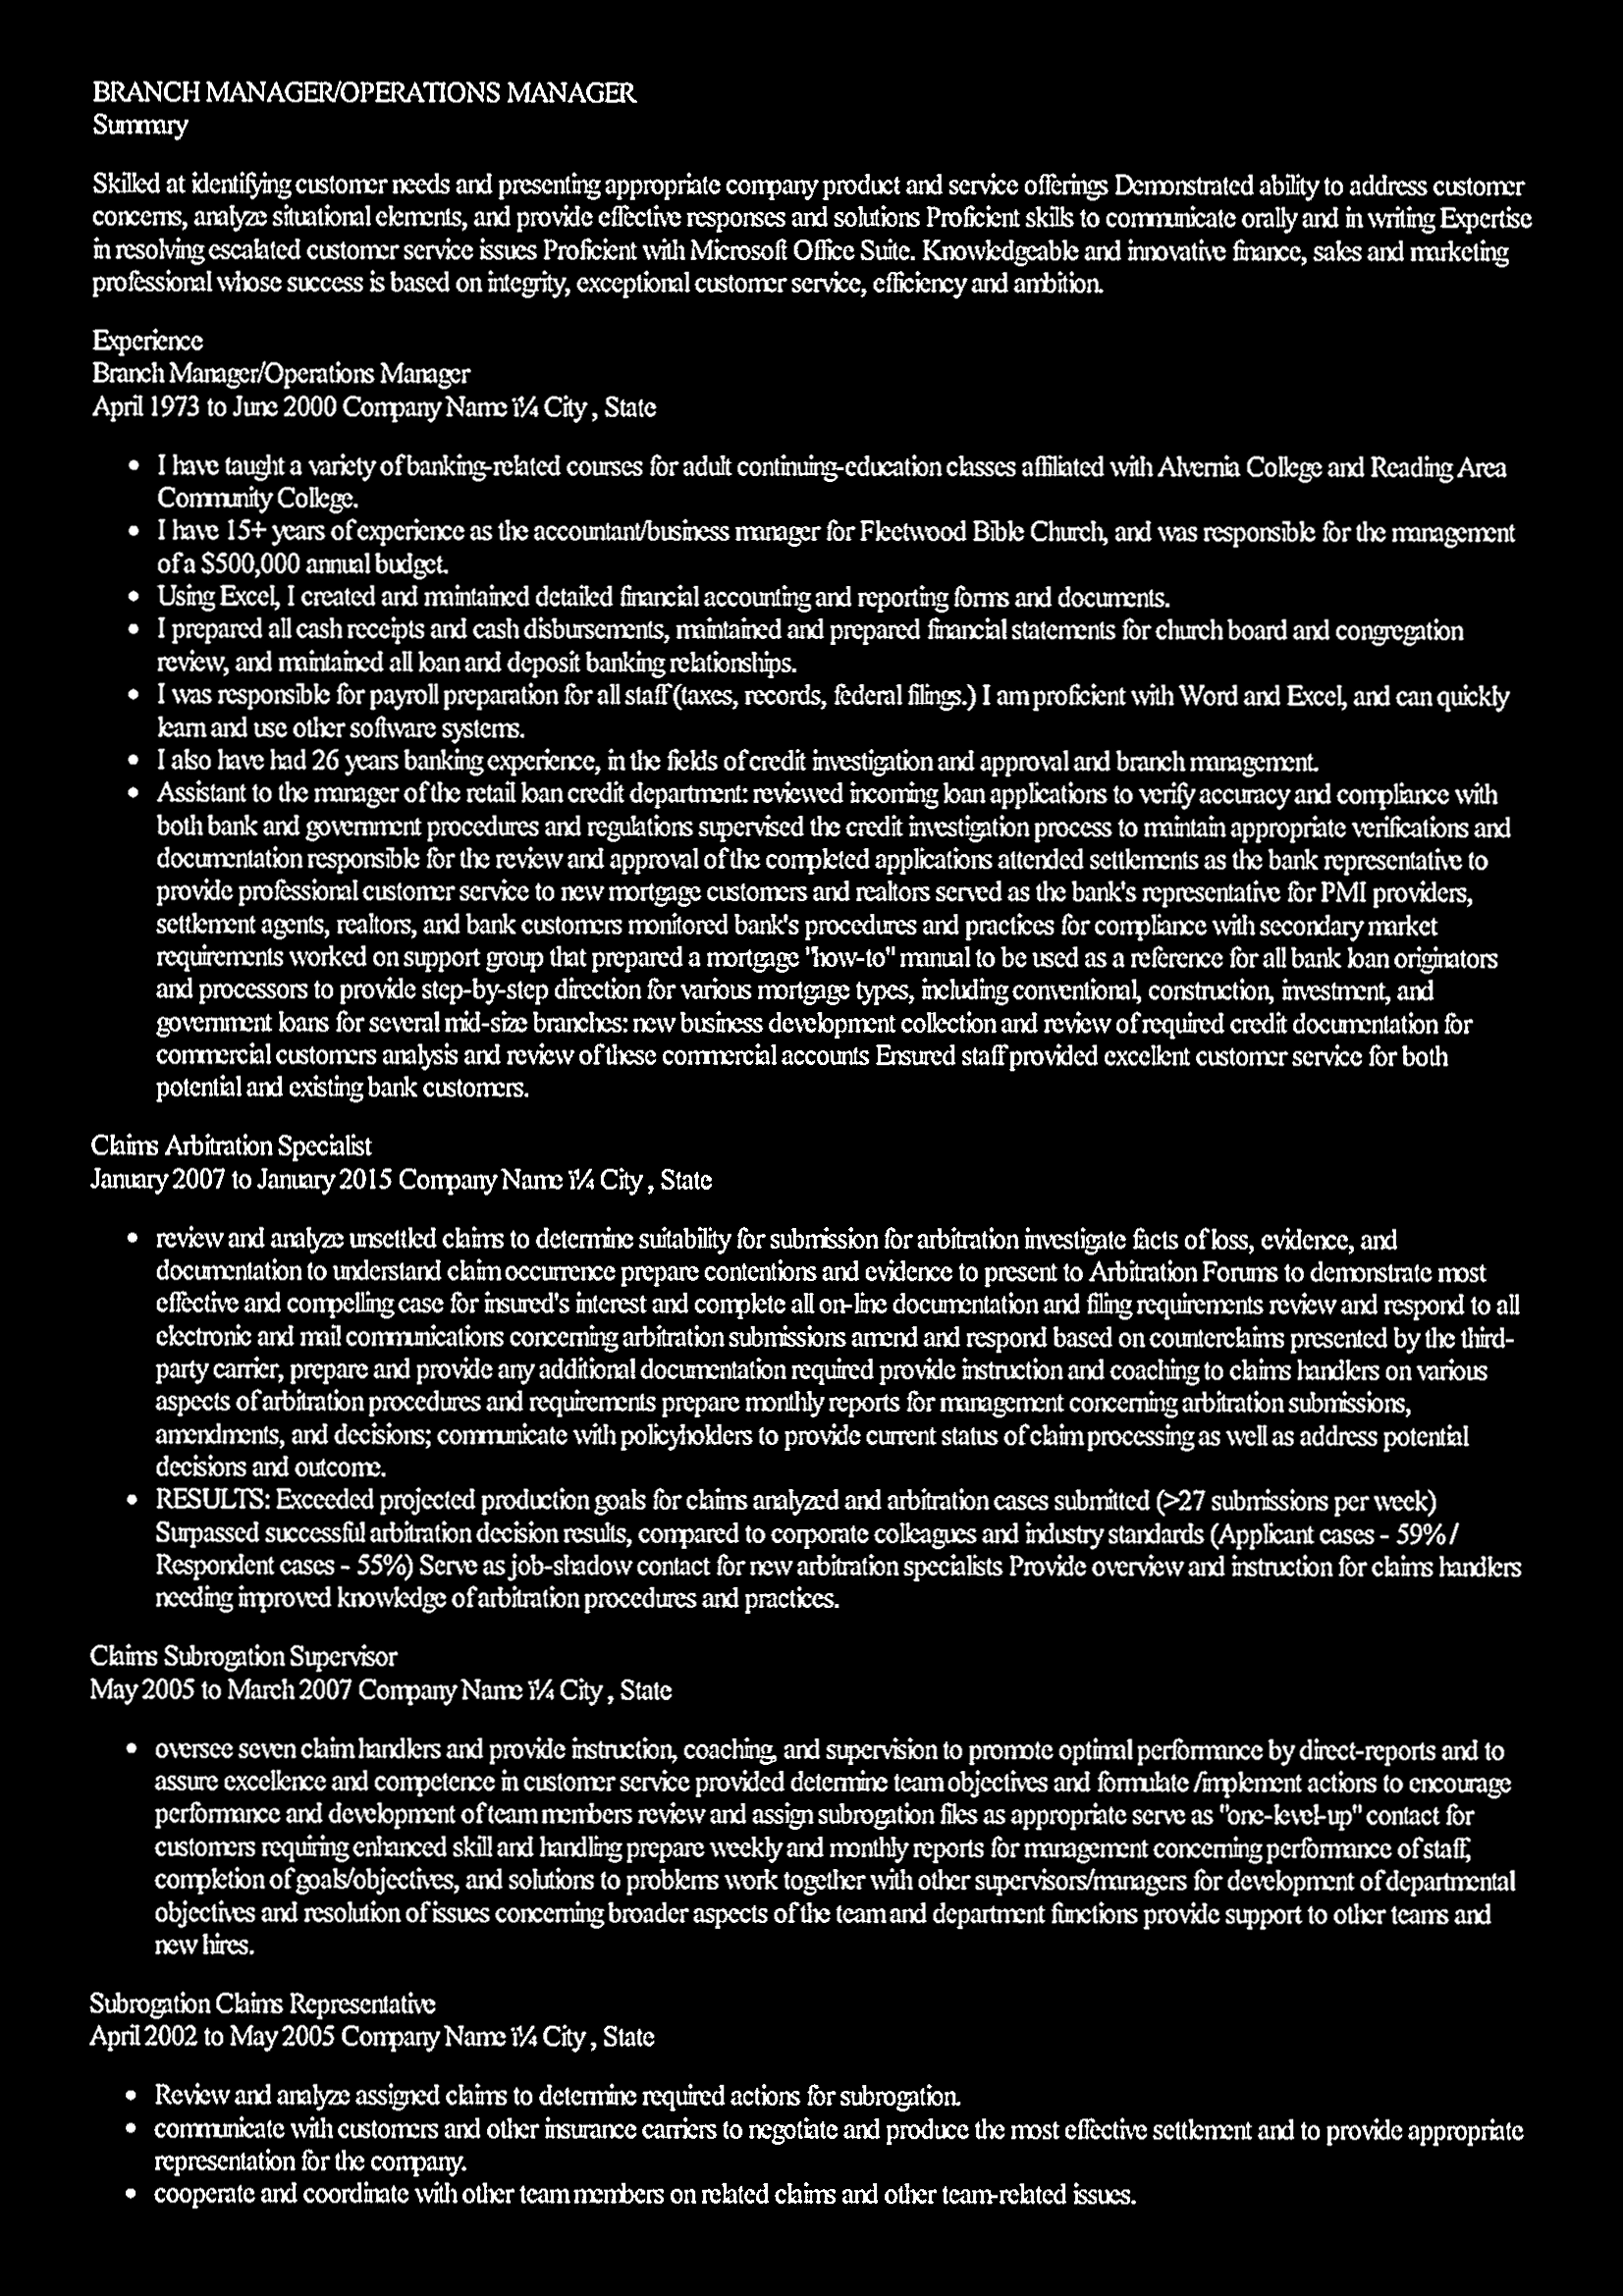 BRANCH MANAGER/OPERATIONS MANAGER
Summary
Skilled at identifying customer needs and presenting appropriate company product and service offerings Demonstrated ability to address customer
concerns, analyze situational elements, and provide effective responses and solutions Proficient skills to communicate orally and in writing Expertise
in resolving escalated customer service issues Proficient with Microsoft Office Suite. Knowledgeable and innovative finance, sales and marketing
professional whose success is based on integrity, exceptional customer service, efficiency and ambition.
Experience
Branch Manager/Operations Manager
April 1973 to June 2000 Company Name ï¼ City , State
• I have taught a variety of banking-related courses for adult continuing-education classes affiliated with Alvernia College and Reading Area
Community College.
• I have 15+ years of experience as the accountant/business manager for Fleetwood Bible Church, and was responsible for the management
of a $500,000 annual budget.
• Using Excel, I created and maintained detailed financial accounting and reporting forms and documents.
• I prepared all cash receipts and cash disbursements, maintained and prepared financial statements for church board and congregation
review, and maintained all loan and deposit banking relationships.
• I was responsible for payroll preparation for all staff (taxes, records, federal filings.) I am proficient with Word and Excel, and can quickly
learn and use other software systems.
• I also have had 26 years banking experience, in the fields of credit investigation and approval and branch management.
• Assistant to the manager of the retail loan credit department: reviewed incoming loan applications to verify accuracy and compliance with
both bank and government procedures and regulations supervised the credit investigation process to maintain appropriate verifications and
documentation responsible for the review and approval of the completed applications attended settlements as the bank representative to
provide professional customer service to new mortgage customers and realtors served as the bank's representative for PMI providers,
settlement agents, realtors, and bank customers monitored bank's procedures and practices for compliance with secondary market
requirements worked on support group that prepared a mortgage "how-to" manual to be used as a reference for all bank loan originators
and processors to provide step-by-step direction for various mortgage types, including conventional, construction, investment, and
government loans for several mid-size branches: new business development collection and review of required credit documentation for
commercial customers analysis and review of these commercial accounts Ensured staff provided excellent customer service for both
potential and existing bank customers.
Claims Arbitration Specialist
January 2007 to January 2015 Company Name ï¼ City , State
• review and analyze unsettled claims to determine suitability for submission for arbitration investigate facts of loss, evidence, and
documentation to understand claim occurrence prepare contentions and evidence to present to Arbitration Forums to demonstrate most
effective and compelling case for insured's interest and complete all on-line documentation and filing requirements review and respond to all
electronic and mail communications concerning arbitration submissions amend and respond based on counterclaims presented by the third-
party carrier, prepare and provide any additional documentation required provide instruction and coaching to claims handlers on various
aspects of arbitration procedures and requirements prepare monthly reports for management concerning arbitration submissions,
amendments, and decisions; communicate with policyholders to provide current status of claim processing as well as address potential
decisions and outcome.
• RESULTS: Exceeded projected production goals for claims analyzed and arbitration cases submitted (>27 submissions per week)
Surpassed successful arbitration decision results, compared to corporate colleagues and industry standards (Applicant cases - 59% /
Respondent cases - 55%) Serve as job-shadow contact for new arbitration specialists Provide overview and instruction for claims handlers
needing improved knowledge of arbitration procedures and practices.
Claims Subrogation Supervisor
May 2005 to March 2007 Company Name ï¼ City , State
• oversee seven claim handlers and provide instruction, coaching, and supervision to promote optimal performance by direct-reports and to
assure excellence and competence in customer service provided determine team objectives and formulate /implement actions to encourage
performance and development of team members review and assign subrogation files as appropriate serve as "one-level-up" contact for
customers requiring enhanced skill and handling prepare weekly and monthly reports for management concerning performance of staff,
completion of goals/objectives, and solutions to problems work together with other supervisors/managers for development of departmental
objectives and resolution of issues concerning broader aspects of the team and department functions provide support to other teams and
new hires.
Subrogation Claims Representative
April 2002 to May 2005 Company Name ï¼ City , State
• Review and analyze assigned claims to determine required actions for subrogation.
• communicate with customers and other insurance carriers to negotiate and produce the most effective settlement and to provide appropriate
representation for the company.
• cooperate and coordinate with other team members on related claims and other team-related issues.